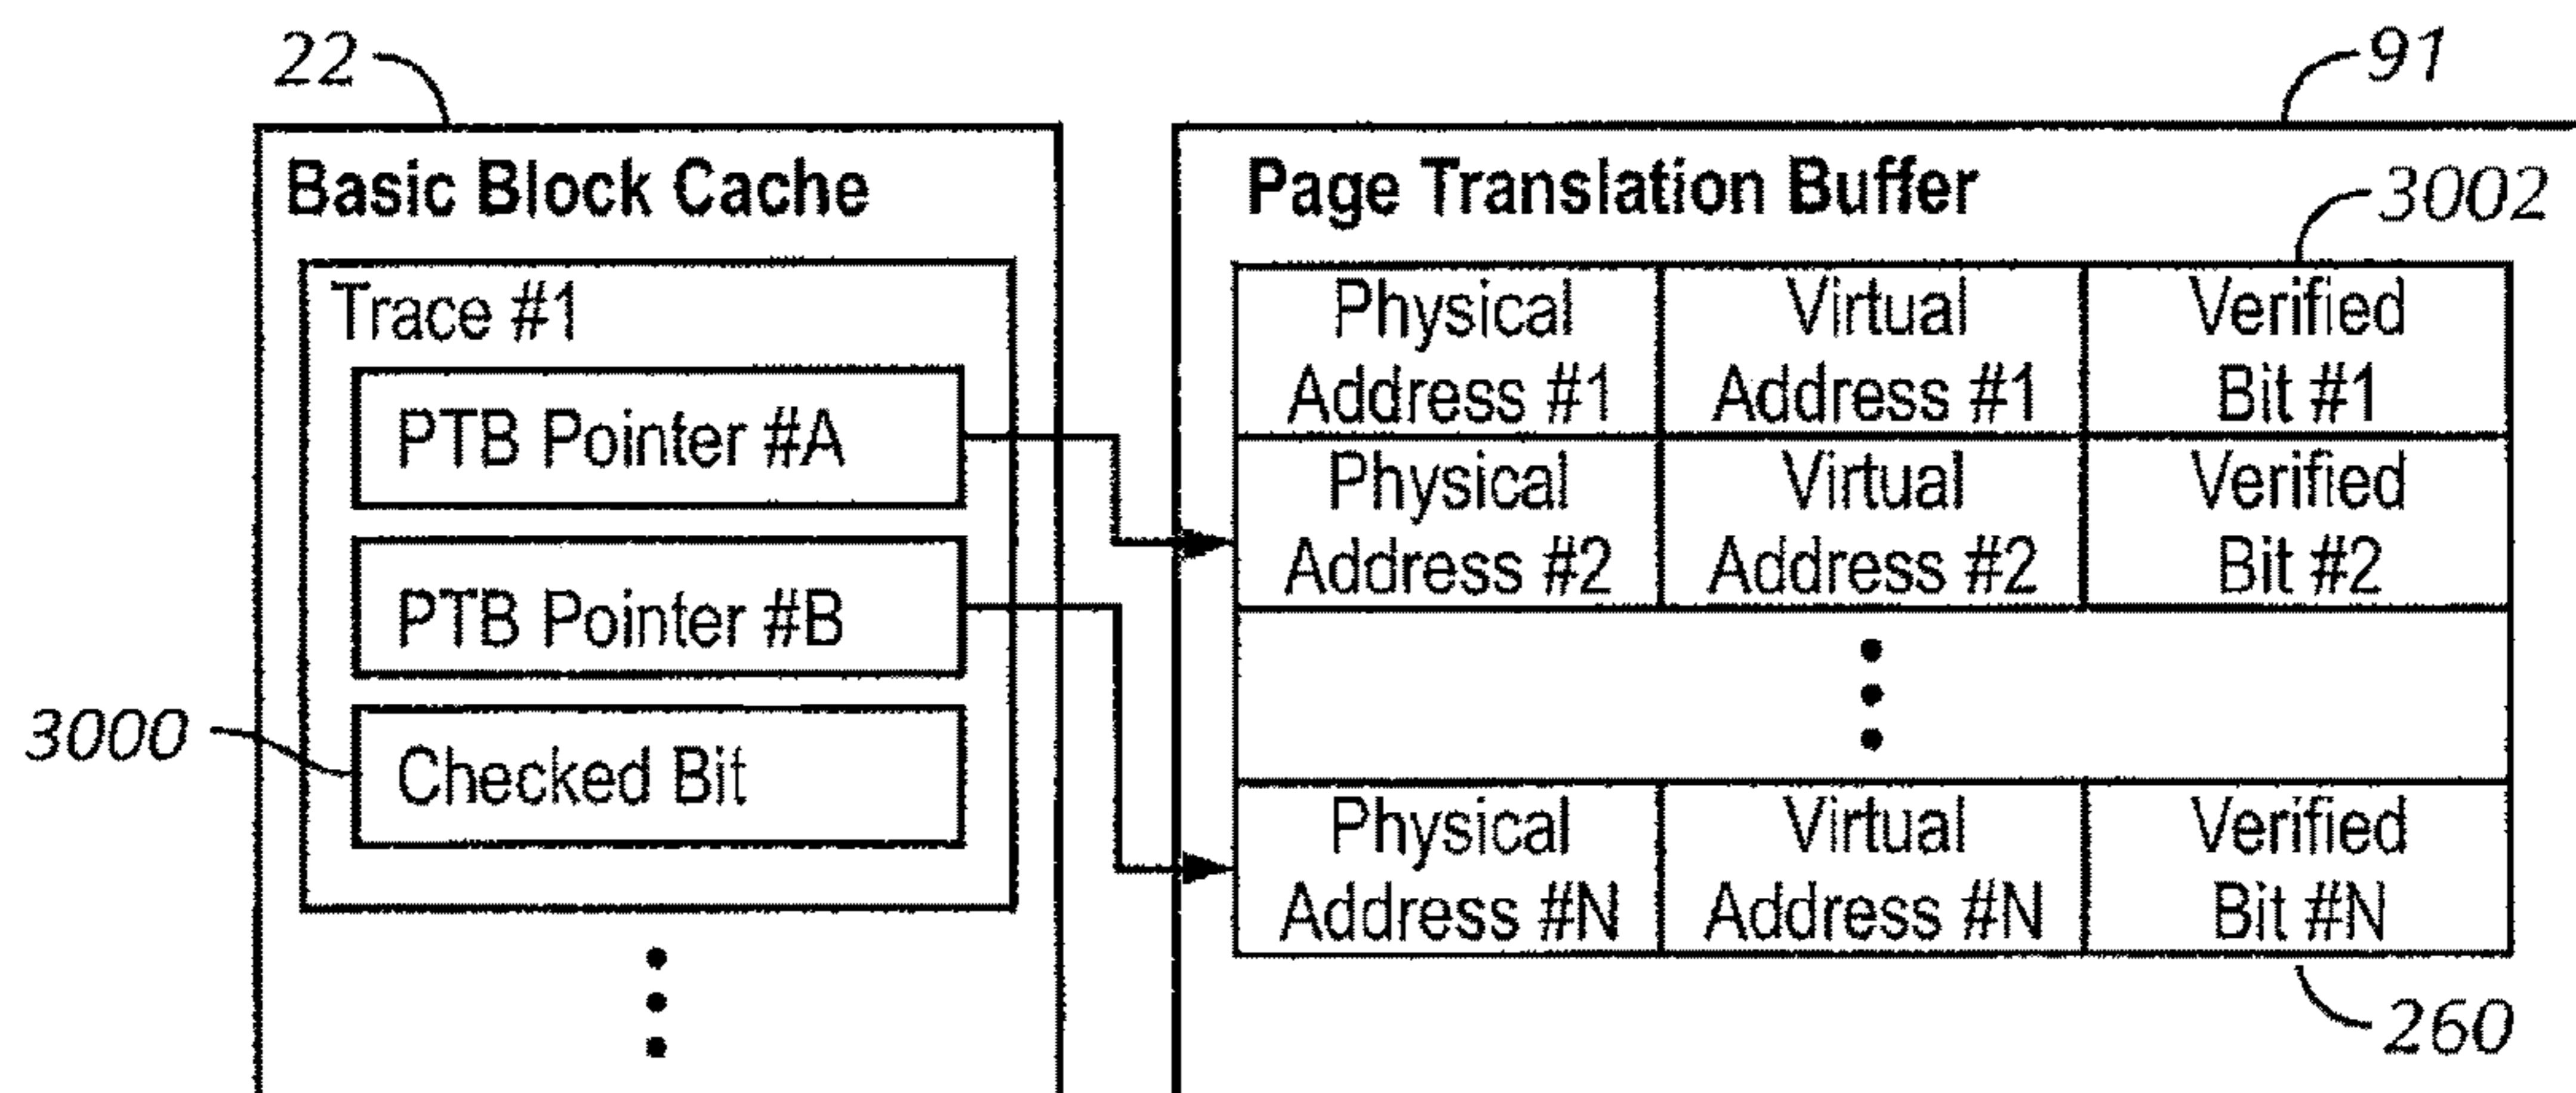 22
91
Basic Block Cache
Page Translation Buffer
3002
Trace #1
PTB Pointer #A
PTB Pointer #B
3000
Checked Bit
Physical
Address #1
Virtual
Address #1
Verified
Bit #1
Physical
Address #2
Virtual
Address #2
Verified
Bit #2
Physical
Address #N
Virtual
Address #N
Verified
Bit #N
260